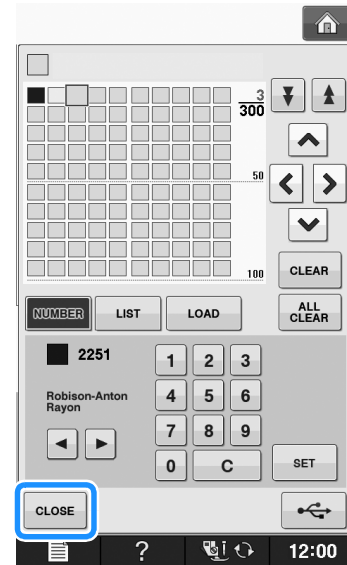 3
300
50
100
CLEAR
NUMBER
LIST
LOAD
ALL
CLEAR
2251
1 2 3
Robison-Anton
Rayon
4 5 6
7 8 9
0 C
SET
CLOSE
? 12:00